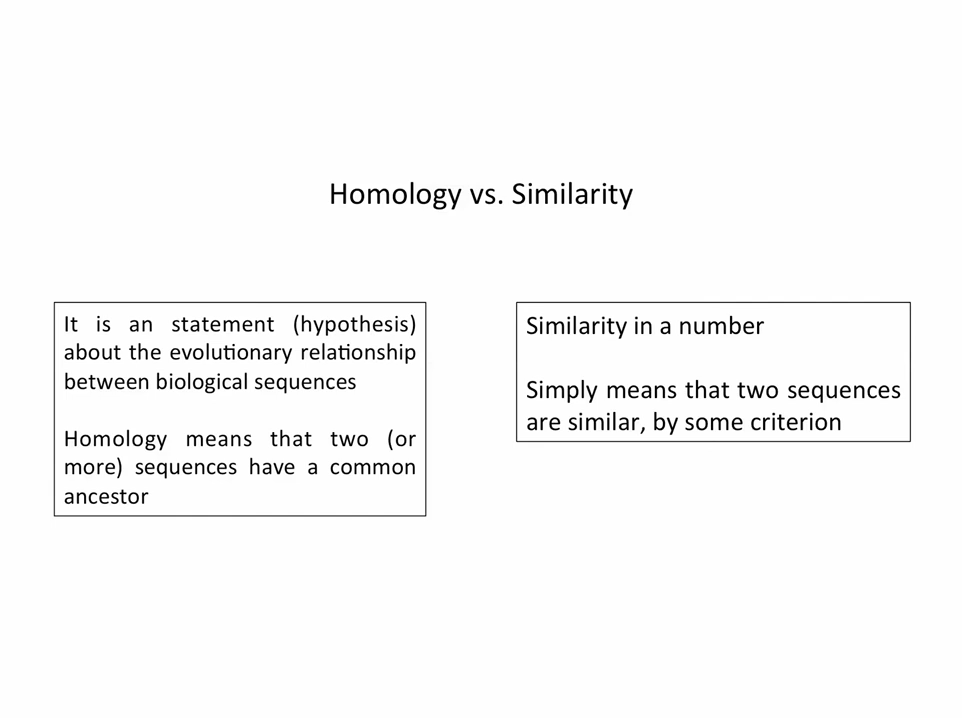 Homology vs. Similarity
It is an statement (hypothesis)
about the evolutionary relationship
between biological sequences
Homology means that two (or
more) sequences have a common
ancestor
Similarity in a number
Simply means that two sequences
are similar, by some criterion